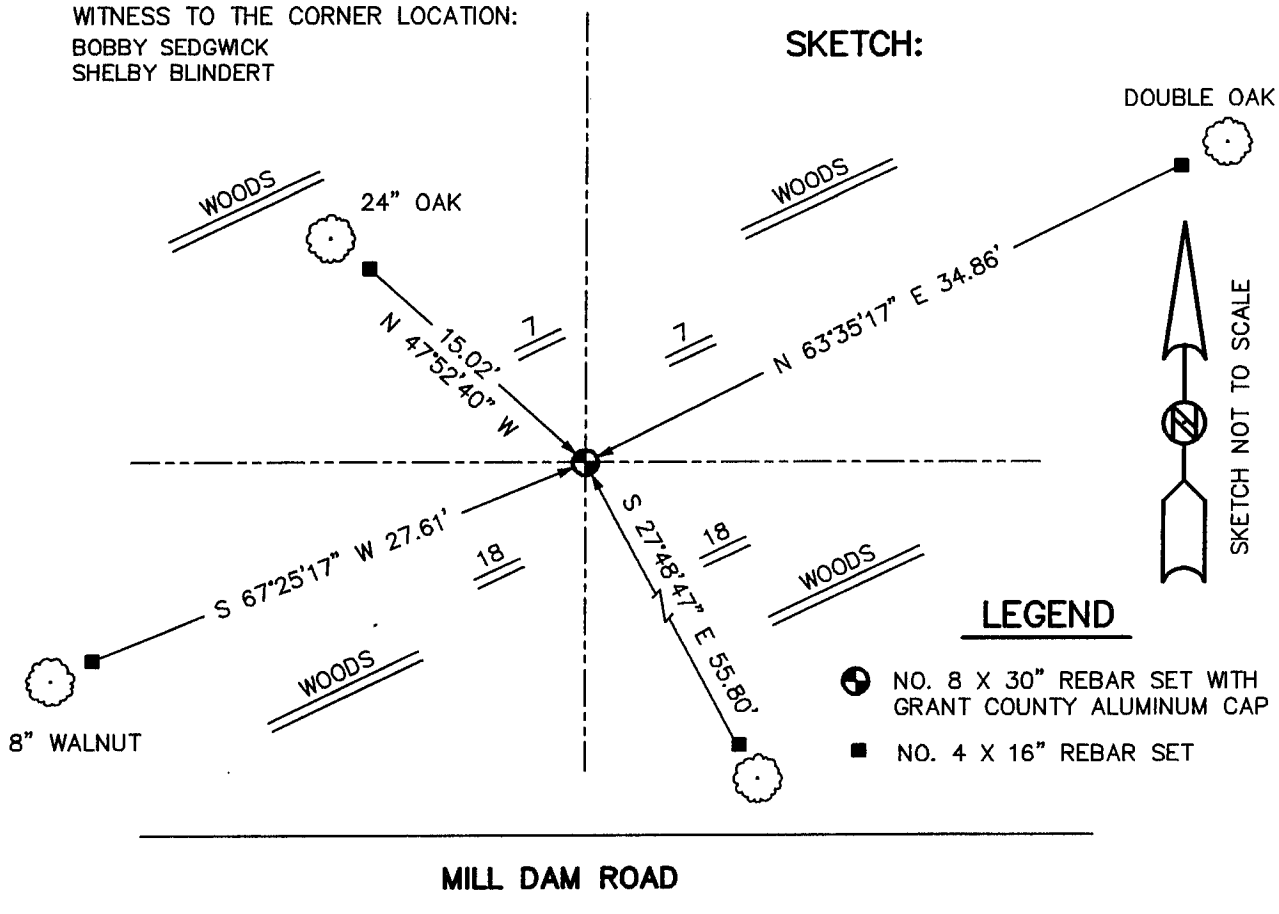 WITNESS TO THE CORNER LOCATION:
BOBBY SEDGWICK
SHELBY BLINDERT
SKETCH:
DOUBLE OAK
WOODS
24" OAK
WOODS
N 63°35'17" E 34.86'
7
7
15.02'
N 47°52'40" W
N
SKETCH NOT TO SCALE
S 67°25'17" W 27.61'
18
18
S 27°48'47" E 55.80'
WOODS
WOODS
8" WALNUT
LEGEND
NO. 8 X 30" REBAR SET WITH
GRANT COUNTY ALUMINUM CAP
NO. 4 X 16" REBAR SET
MILL DAM ROAD